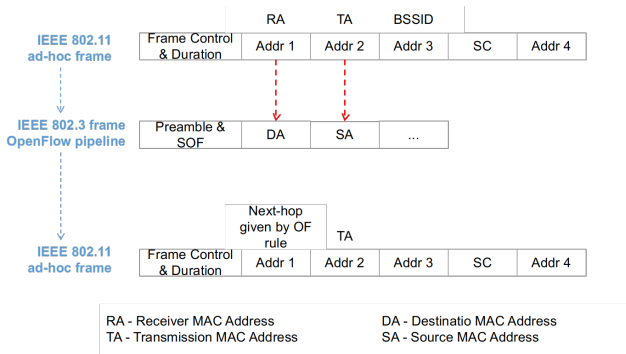 RA TA BSSID
IEEE 802.11
ad-hoc frame
Frame Control
& Duration
Addr 1 Addr 2 Addr 3 SC Addr 4
IEEE 802.3 frame
OpenFlow pipeline
Preamble &
SOF
DA SA ...
Next-hop
given by OF
rule
TA
IEEE 802.11
ad-hoc frame
Frame Control
& Duration
Addr 1 Addr 2 Addr 3 SC Addr 4
RA - Receiver MAC Address DA - Destinatio MAC Address
TA - Transmission MAC Address SA - Source MAC Address